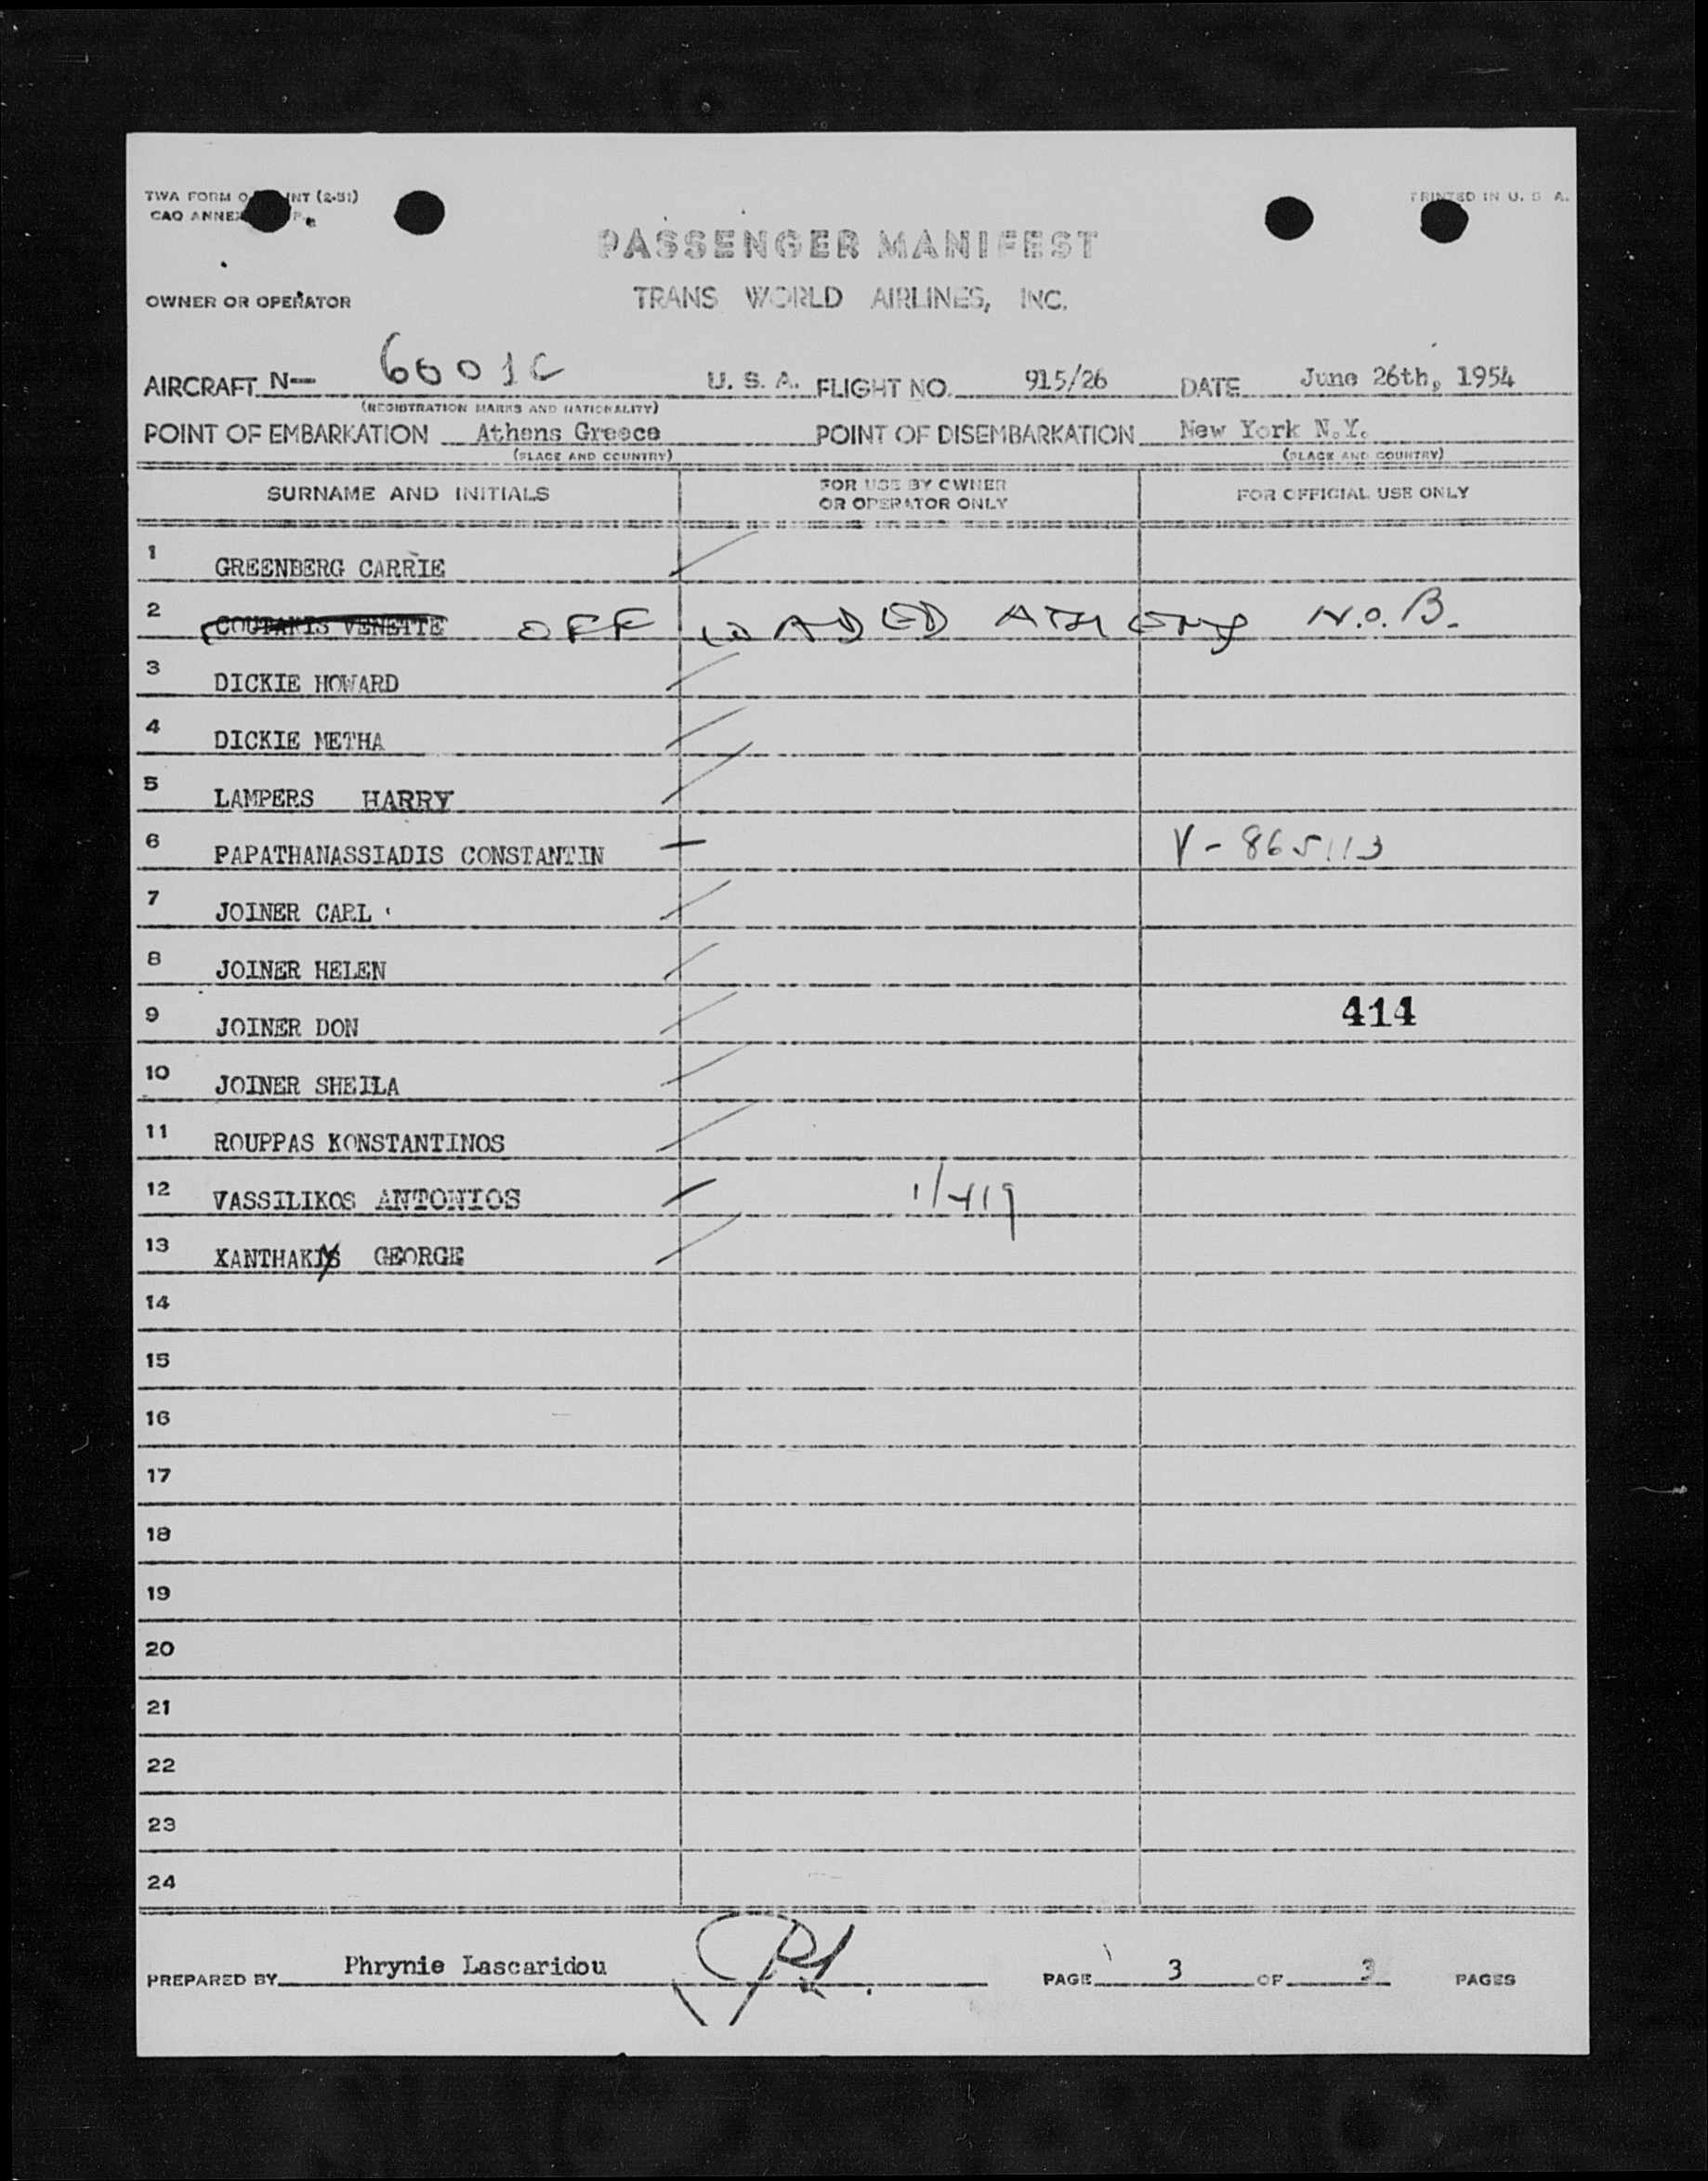 TWA FORM O INT (2-51)
PRINTED IN U. S. A.
PASSENGER MANIFEST
OWNER OR OPERATOR
TRANS WORLD AIRLINES, INC.
AIRCRAFT N- 6001C U. S. A. FLIGHT NO. 915/26 DATE June 26th, 1954
(REGISTRATION MARKS AND NATIONALITY)
POINT OF EMBARKATION Athens Greece POINT OF DISEMBARKATION New York N.Y.
(PLACE AND COUNTRY) (PLACE AND COUNTRY)
SURNAME AND INITIALS FOR USE BY OWNER OR OPERATOR ONLY FOR OFFICIAL USE ONLY
1 GREENBERG CARRIE
2 COUTAKIS VENETTE OFF LOADED ATHENS N.O.B.
3 DICKIE HOWARD
4 DICKIE METHA
5 LAMPERS HARRY
6 PAPATHANASSIADIS CONSTANTIN V-865113
7 JOINER CARL
8 JOINER HELEN
9 JOINER DON 414
10 JOINER SHEILA
11 ROUPPAS KONSTANTINOS
12 VASSILIKOS ANTONIOS 1/419
13 XANTHAKIS GEORGE
14
15
16
17
18
19
20
21
22
23
24
PREPARED BY Phrynie Lascaridou PAGE 3 OF 3 PAGES